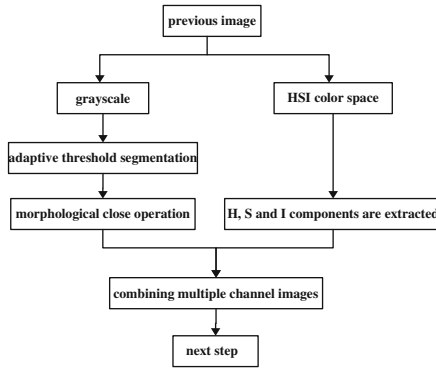 previous image
grayscale
HSI color space
adaptive threshold segmentation
morphological close operation
H, S and I components are extracted
combining multiple channel images
next step